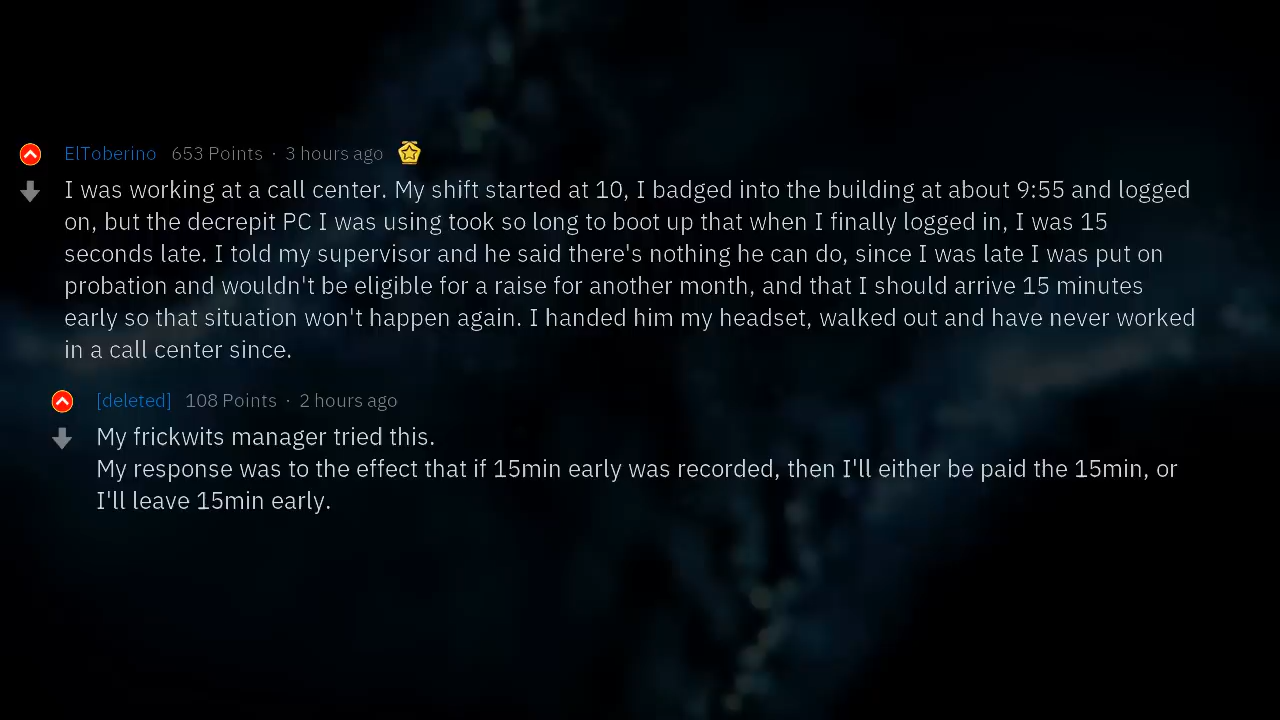 ElToberino 653 Points · 3 hours ago
I was working at a call center. My shift started at 10, I badged into the building at about 9:55 and logged
on, but the decrepit PC I was using took so long to boot up that when I finally logged in, I was 15
seconds late. I told my supervisor and he said there's nothing he can do, since I was late I was put on
probation and wouldn't be eligible for a raise for another month, and that I should arrive 15 minutes
early so that situation won't happen again. I handed him my headset, walked out and have never worked
in a call center since.
[deleted] 108 Points · 2 hours ago
My frickwits manager tried this.
My response was to the effect that if 15min early was recorded, then I'll either be paid the 15min, or
I'll leave 15min early.